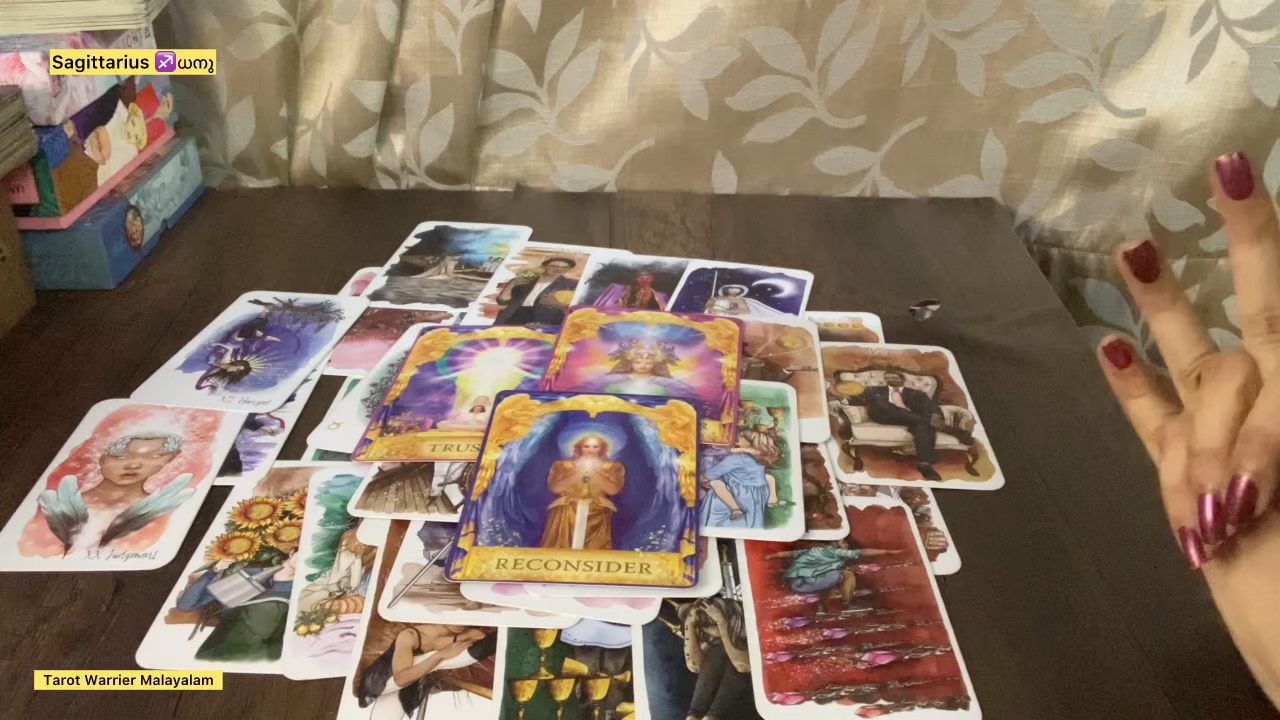 Sagittarius ♐ധനു
TRUS
RECONSIDER
XX Judgement
Tarot Warrier Malayalam